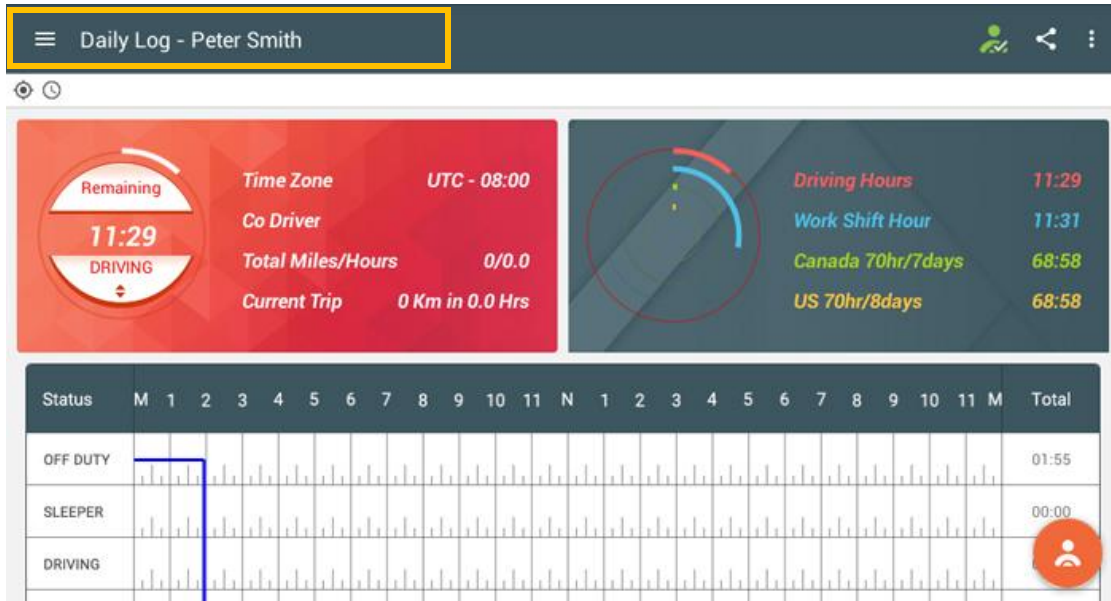 Daily Log - Peter Smith
Remaining
11:29
DRIVING
Time Zone UTC - 08:00
Co Driver
Total Miles/Hours 0/0.0
Current Trip 0 Km in 0.0 Hrs
Driving Hours 11:29
Work Shift Hour 11:31
Canada 70hr/7days 68:58
US 70hr/8days 68:58
Status M 1 2 3 4 5 6 7 8 9 10 11 N 1 2 3 4 5 6 7 8 9 10 11 M Total
OFF DUTY 01:55
SLEEPER 00:00
DRIVING